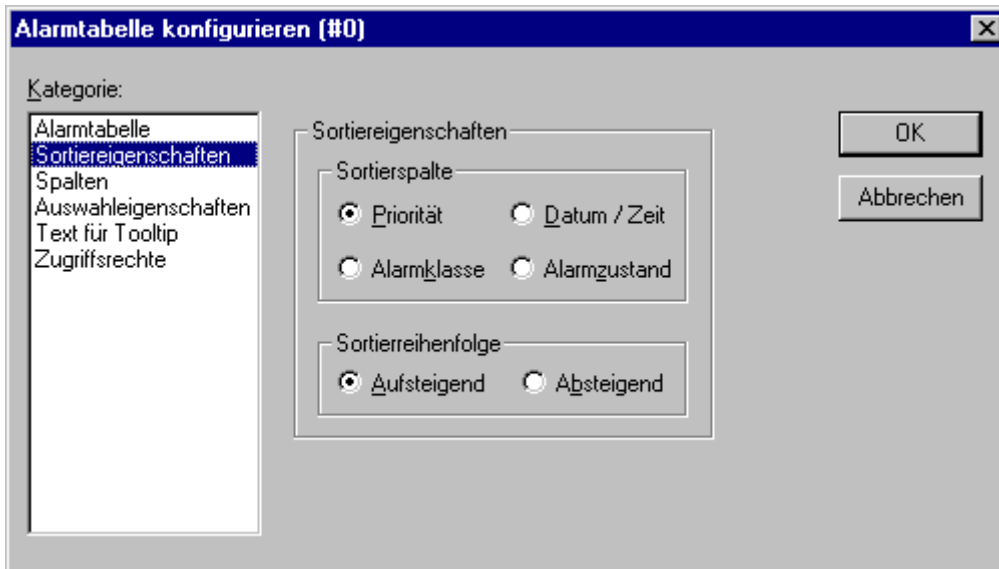 Alarmtabelle konfigurieren (#0)
Kategorie:
Alarmtabelle
Sortiereigenschaften
Spalten
Auswahleigenschaften
Text für Tooltip
Zugriffsrechte
Sortiereigenschaften
Sortierspalte
Priorität
Datum / Zeit
Alarmklasse
Alarmzustand
Sortierreihenfolge
Aufsteigend
Absteigend
OK
Abbrechen